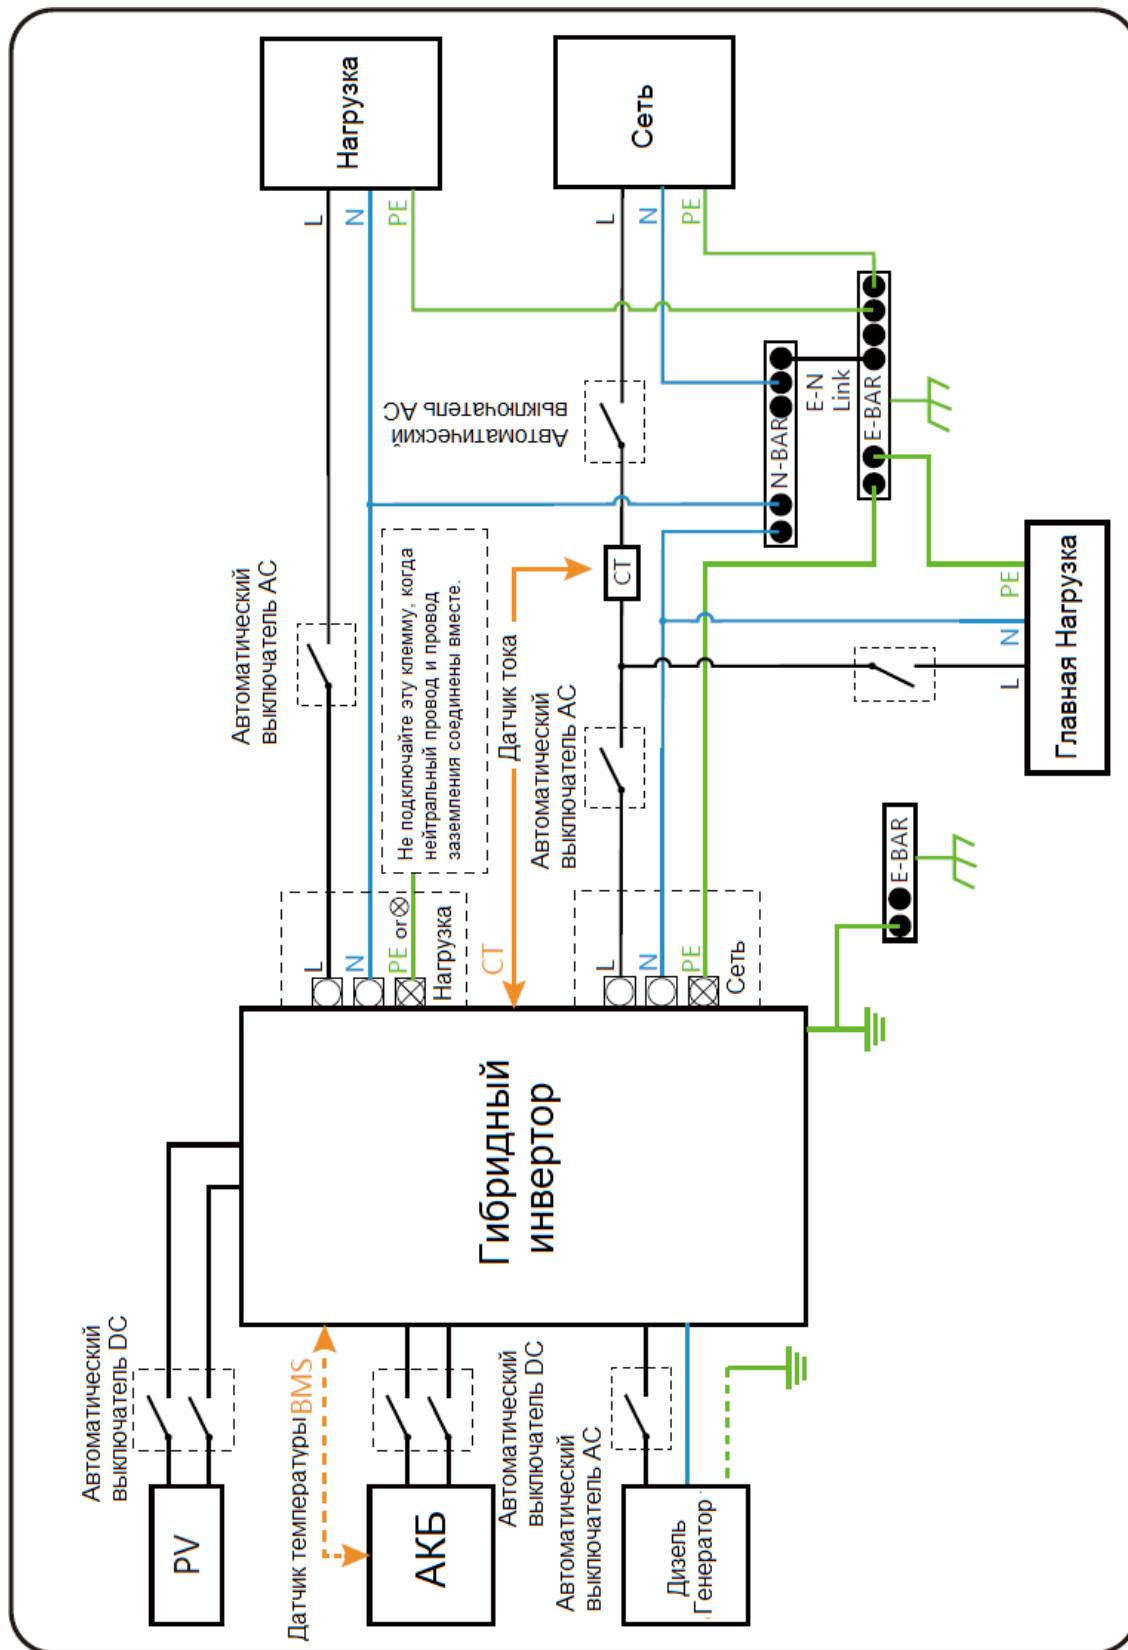 Автоматический
выключатель DC
PV
Датчик температуры
BMS
АКБ
Автоматический
выключатель DC
Автоматический
выключатель AC
Дизель
Генератор
Гибридный
инвертор
Автоматический
выключатель AC
L
N
PE or
Нагрузка
Не подключайте эту клемму, когда
нейтральный провод и провод
заземления соединены вместе.
L
N
PE
Нагрузка
CT
Датчик тока
Автоматический
выключатель AC
L
N
PE
Сеть
CT
Автоматический
выключатель AC
L
N
PE
Сеть
N-BAR
E-N
Link
E-BAR
E-BAR
L
N
PE
Главная Нагрузка